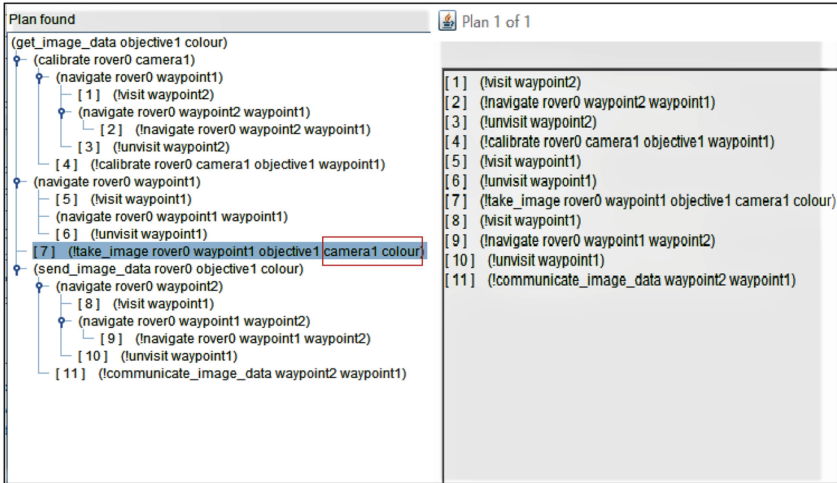 Plan found
(get_image_data objective1 colour)
(calibrate rover0 camera1)
(navigate rover0 waypoint1)
[ 1 ] (!visit waypoint2)
(navigate rover0 waypoint2 waypoint1)
[ 2 ] (!navigate rover0 waypoint2 waypoint1)
[ 3 ] (!unvisit waypoint2)
[ 4 ] (!calibrate rover0 camera1 objective1 waypoint1)
(navigate rover0 waypoint1)
[ 5 ] (!visit waypoint1)
(navigate rover0 waypoint1 waypoint1)
[ 6 ] (!unvisit waypoint1)
[ 7 ] (!take_image rover0 waypoint1 objective1 camera1 colour)
(send_image_data rover0 objective1 colour)
(navigate rover0 waypoint2)
[ 8 ] (!visit waypoint1)
(navigate rover0 waypoint1 waypoint2)
[ 9 ] (!navigate rover0 waypoint1 waypoint2)
[ 10 ] (!unvisit waypoint1)
[ 11 ] (!communicate_image_data waypoint2 waypoint1)
Plan 1 of 1
[ 1 ] (!visit waypoint2)
[ 2 ] (!navigate rover0 waypoint2 waypoint1)
[ 3 ] (!unvisit waypoint2)
[ 4 ] (!calibrate rover0 camera1 objective1 waypoint1)
[ 5 ] (!visit waypoint1)
[ 6 ] (!unvisit waypoint1)
[ 7 ] (!take_image rover0 waypoint1 objective1 camera1 colour)
[ 8 ] (!visit waypoint1)
[ 9 ] (!navigate rover0 waypoint1 waypoint2)
[ 10 ] (!unvisit waypoint1)
[ 11 ] (!communicate_image_data waypoint2 waypoint1)